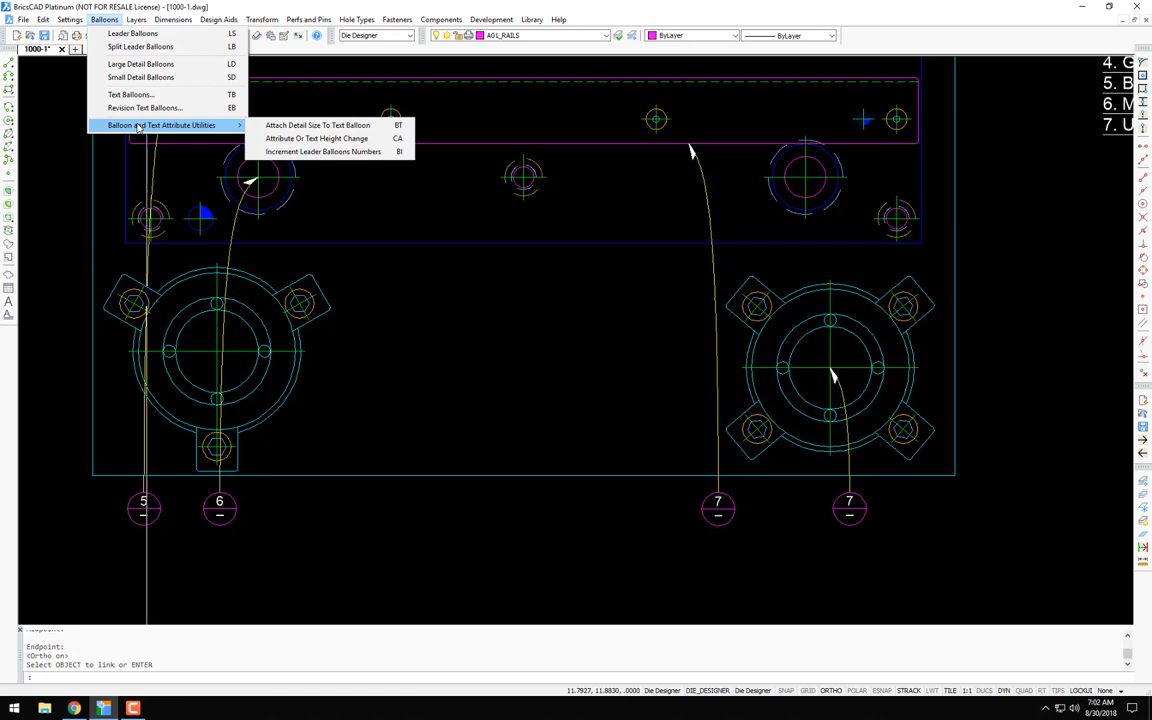 BricsCAD Platinum (NOT FOR RESALE License) - [1000-1.dwg]
File Edit Settings Balloons Layers Dimensions Design Aids Transform Perfs and Pins Hole Types Fasteners Components Development Library Help
Die Designer A01_RAILS ByLayer ByLayer
1000-1*
Leader Balloons LS
Split Leader Balloons LB
Large Detail Balloons LD
Small Detail Balloons SD
Text Balloons... TB
Revision Text Balloons... EB
Balloon and Text Attribute Utilities
Attach Detail Size To Text Balloon BT
Attribute Or Text Height Change CA
Increment Leader Balloons Numbers BI
4. G
5. B
6. M
7. U
5 6 7 7
Endpoint:
<Ortho on>
Select OBJECT to link or ENTER
:
11.7927, 11.8830, .0000 Die Designer DIE_DESIGNER Die Designer SNAP GRID ORTHO POLAR ESNAP STRACK LWT TILE 1:1 DUCS DYN QUAD RT TIPS LOCKUI None
7:02 AM
8/30/2018